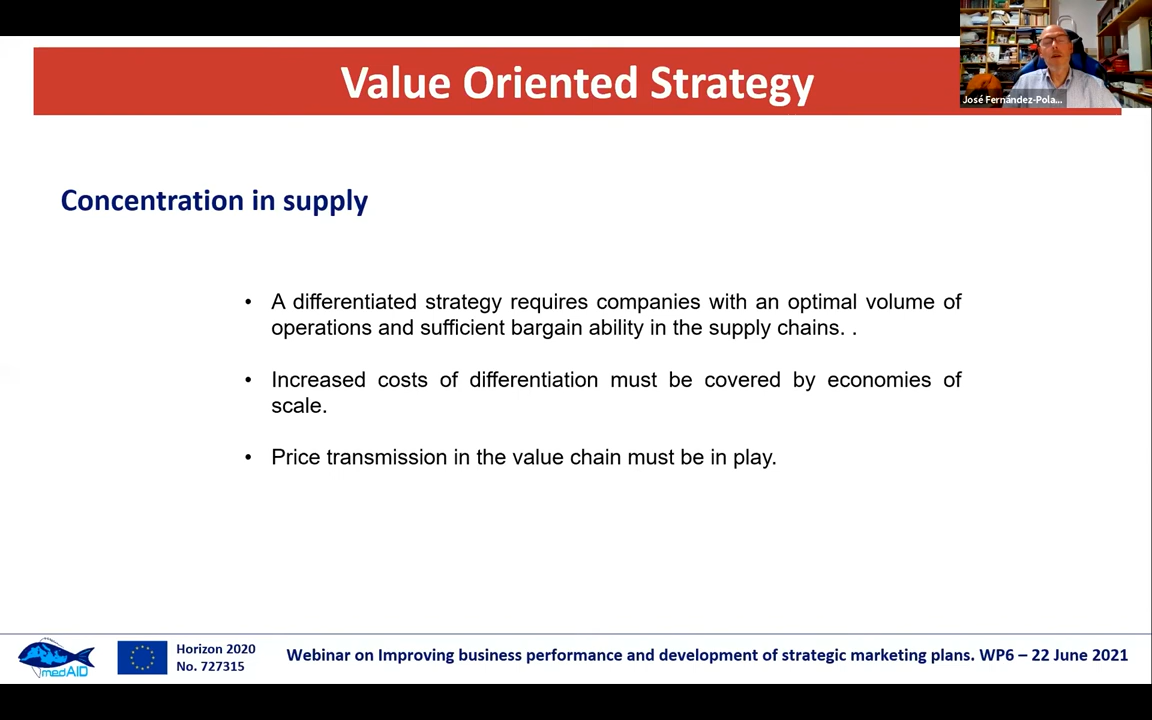 Value Oriented Strategy
José Fernández-Pola...
Concentration in supply
• A differentiated strategy requires companies with an optimal volume of
operations and sufficient bargain ability in the supply chains. .
• Increased costs of differentiation must be covered by economies of
scale.
• Price transmission in the value chain must be in play.
medAID
Horizon 2020
No. 727315
Webinar on Improving business performance and development of strategic marketing plans. WP6 – 22 June 2021